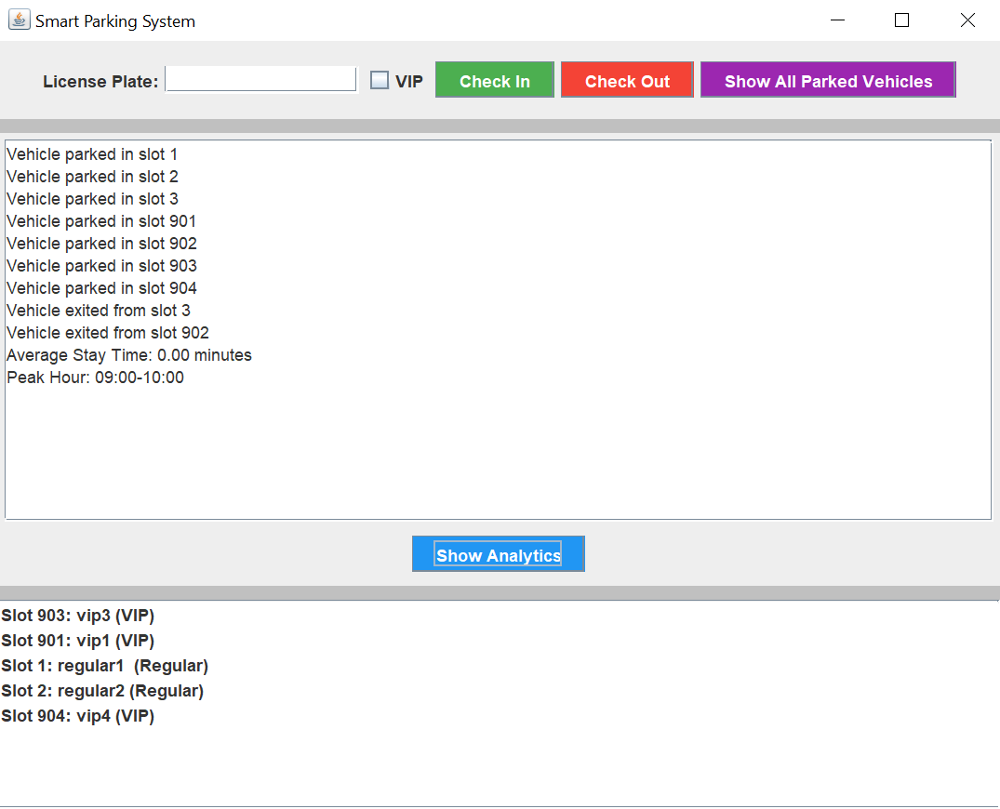 Smart Parking System
License Plate: VIP Check In Check Out Show All Parked Vehicles
Vehicle parked in slot 1
Vehicle parked in slot 2
Vehicle parked in slot 3
Vehicle parked in slot 901
Vehicle parked in slot 902
Vehicle parked in slot 903
Vehicle parked in slot 904
Vehicle exited from slot 3
Vehicle exited from slot 902
Average Stay Time: 0.00 minutes
Peak Hour: 09:00-10:00
Show Analytics
Slot 903: vip3 (VIP)
Slot 901: vip1 (VIP)
Slot 1: regular1  (Regular)
Slot 2: regular2 (Regular)
Slot 904: vip4 (VIP)